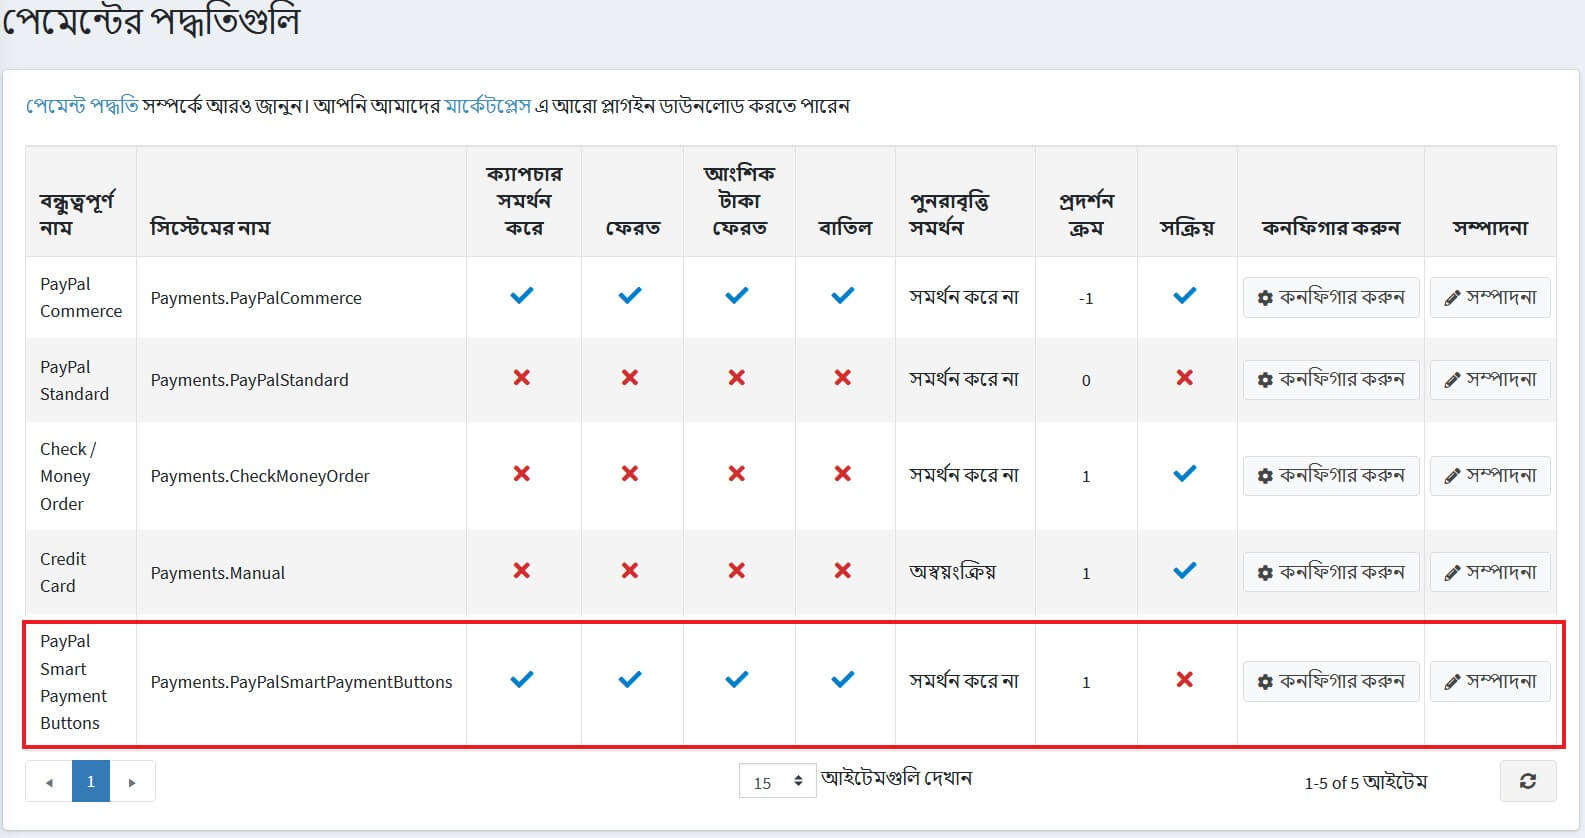 পেমেন্টের পদ্ধতিগুলি
পেমেন্ট পদ্ধতি সম্পর্কে আরও জানুন। আপনি আমাদের মার্কেটপ্লেস এ আরো প্লাগইন ডাউনলোড করতে পারেন
বন্ধুত্বপূর্ণ নাম সিস্টেমের নাম ক্যাপচার সমর্থন করে ফেরত আংশিক টাকা ফেরত বাতিল পুনরাবৃত্তি সমর্থন প্রদর্শন ক্রম সক্রিয় কনফিগার করুন সম্পাদনা
PayPal Commerce Payments.PayPalCommerce সমর্থন করে না -1 কনফিগার করুন সম্পাদনা
PayPal Standard Payments.PayPalStandard সমর্থন করে না 0 কনফিগার করুন সম্পাদনা
Check / Money Order Payments.CheckMoneyOrder সমর্থন করে না 1 কনফিগার করুন সম্পাদনা
Credit Card Payments.Manual অস্বয়ংক্রিয় 1 কনফিগার করুন সম্পাদনা
PayPal Smart Payment Buttons Payments.PayPalSmartPaymentButtons সমর্থন করে না 1 কনফিগার করুন সম্পাদনা
1 15 আইটেমগুলি দেখান 1-5 of 5 আইটেম